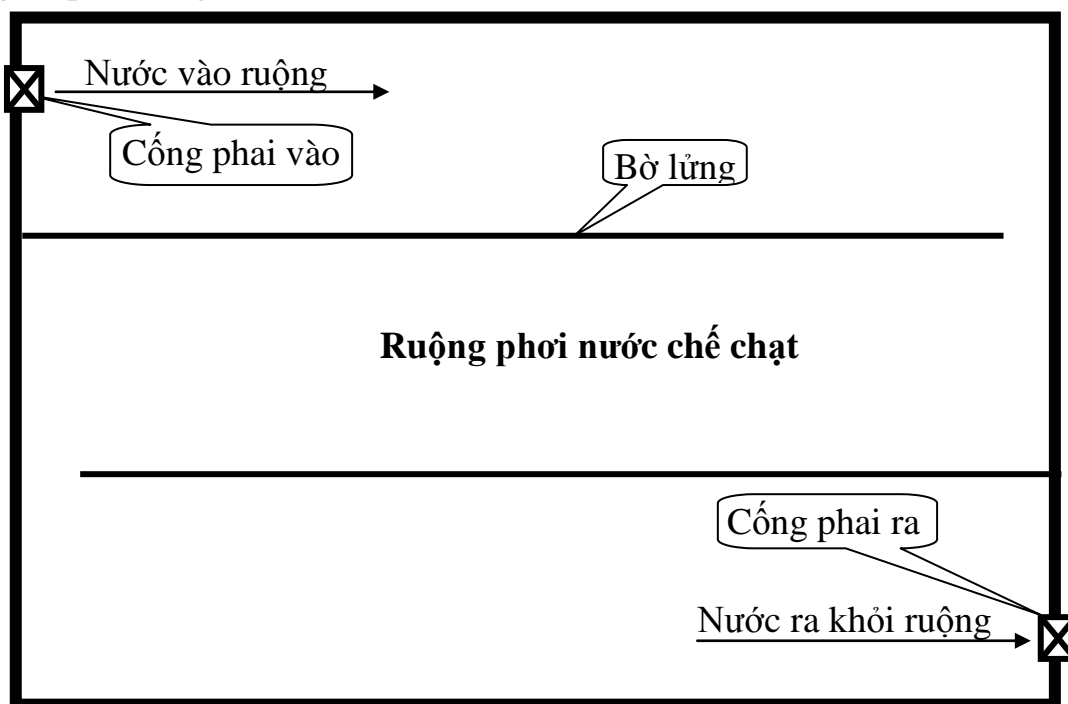 Nước vào ruộng
Cống phai vào
Bờ lửng
Ruộng phơi nước chế chạt
Cống phai ra
Nước ra khỏi ruộng